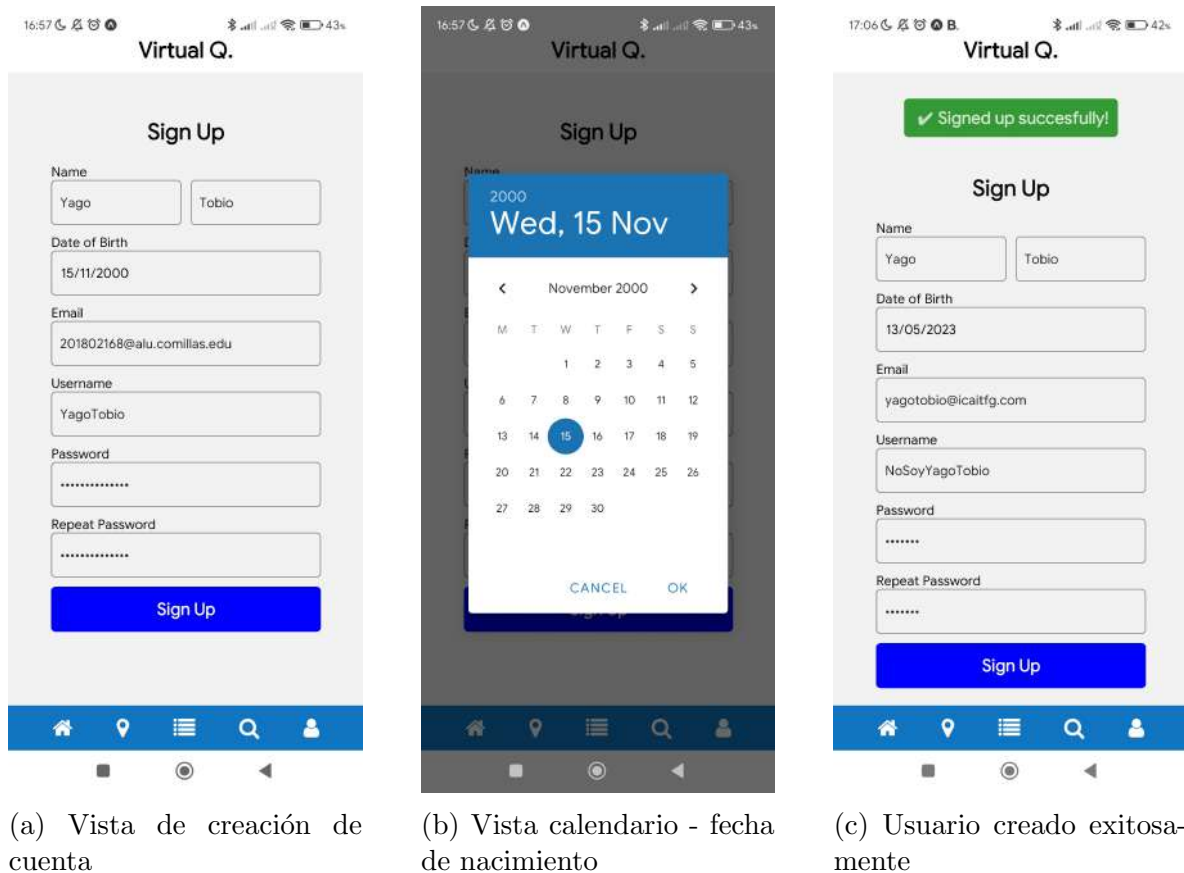 16:57 43%
Virtual Q.
Sign Up
Name
Yago Tobio
Date of Birth
15/11/2000
Email
201802168@alu.comillas.edu
Username
YagoTobio
Password
••••••••••••••
Repeat Password
••••••••••••••
Sign Up
(a) Vista de creación de
cuenta
16:57 43%
Virtual Q.
Sign Up
Name
2000
Wed, 15 Nov
November 2000
M T W T F S S
1 2 3 4 5
6 7 8 9 10 11 12
13 14 15 16 17 18 19
20 21 22 23 24 25 26
27 28 29 30
CANCEL OK
(b) Vista calendario - fecha
de nacimiento
17:06 B. 42%
Virtual Q.
✔ Signed up succesfully!
Sign Up
Name
Yago Tobio
Date of Birth
13/05/2023
Email
yagotobio@icaitfg.com
Username
NoSoyYagoTobio
Password
•••••••
Repeat Password
•••••••
Sign Up
(c) Usuario creado exitosa-
mente